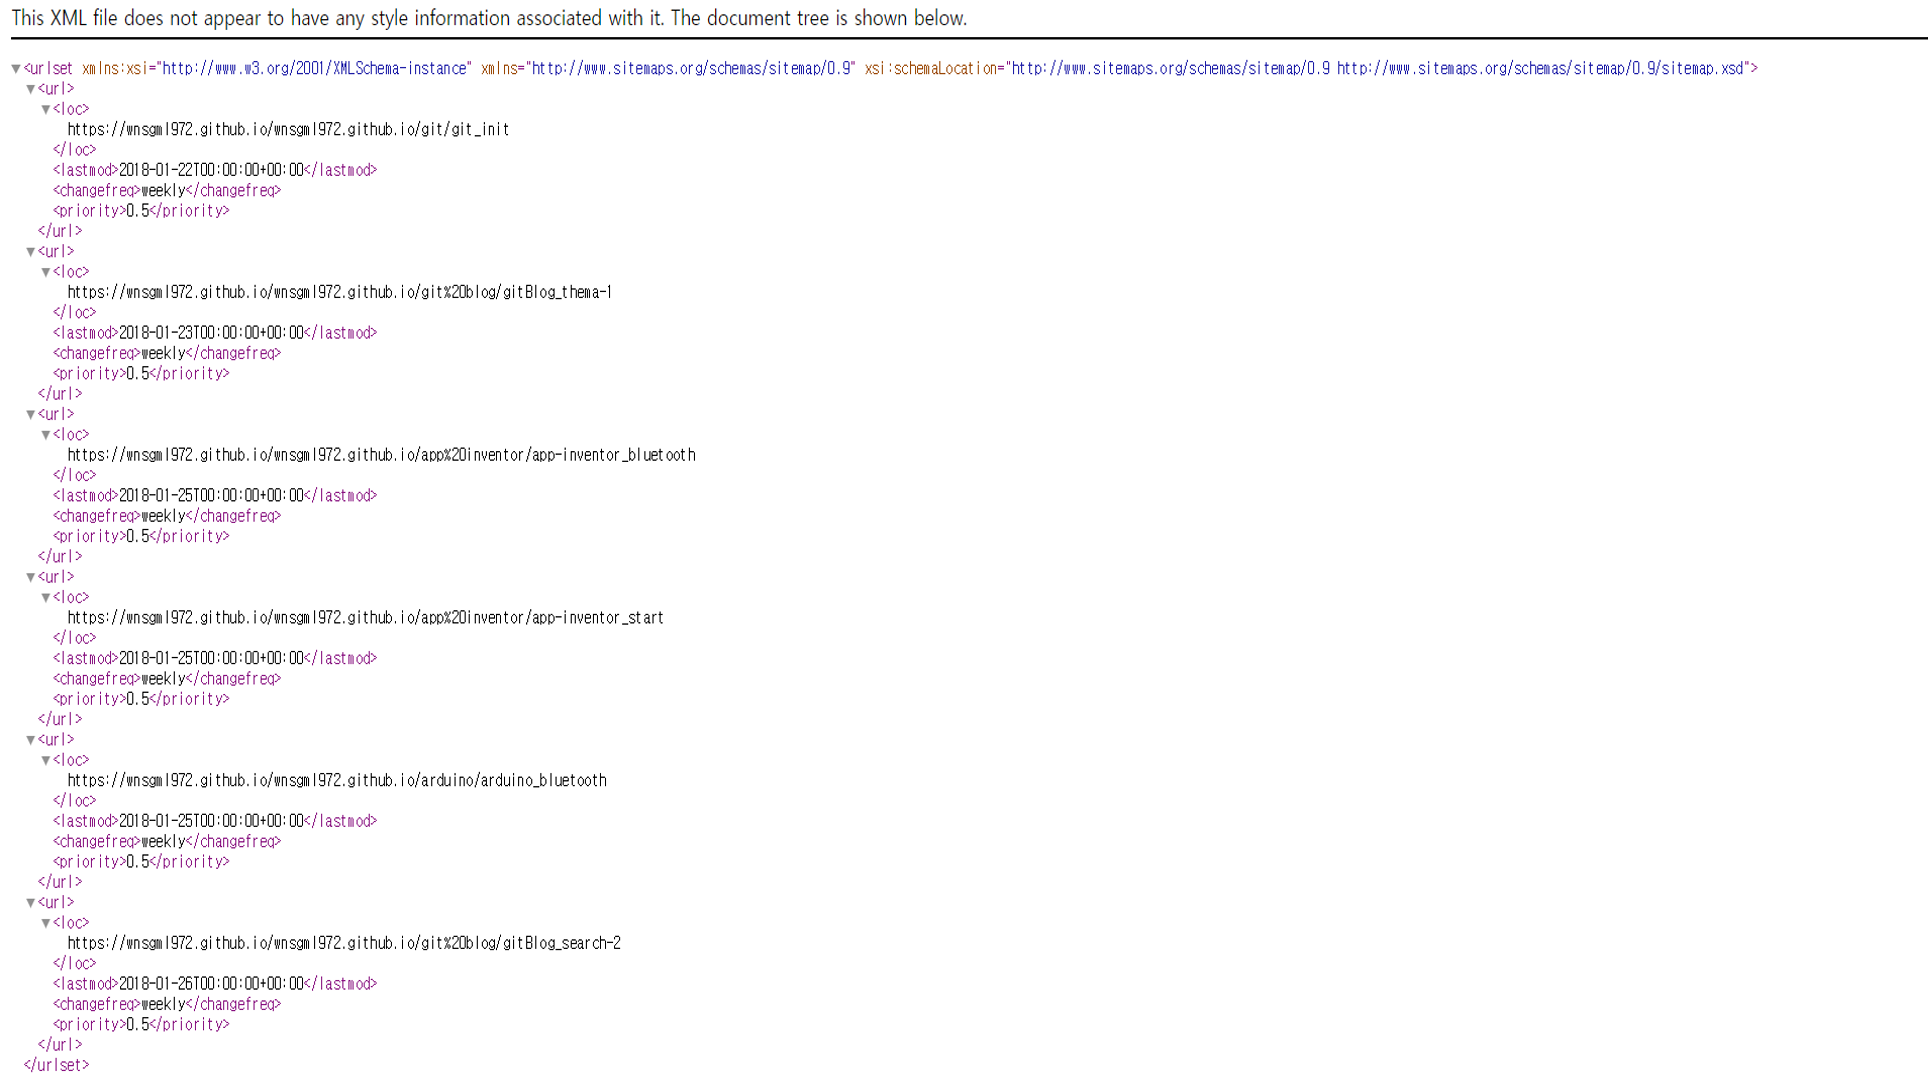 This XML file does not appear to have any style information associated with it. The document tree is shown below.
▼<urlset xmlns:xsi="http://www.w3.org/2001/XMLSchema-instance" xmlns="http://www.sitemaps.org/schemas/sitemap/0.9" xsi:schemaLocation="http://www.sitemaps.org/schemas/sitemap/0.9 http://www.sitemaps.org/schemas/sitemap/0.9/sitemap.xsd">
▼<url>
▼<loc>
https://wnsgml972.github.io/wnsgml972.github.io/git/git_init
</loc>
<lastmod>2018-01-22T00:00:00+00:00</lastmod>
<changefreq>weekly</changefreq>
<priority>0.5</priority>
</url>
▼<url>
▼<loc>
https://wnsgml972.github.io/wnsgml972.github.io/git%20blog/gitBlog_thema-1
</loc>
<lastmod>2018-01-23T00:00:00+00:00</lastmod>
<changefreq>weekly</changefreq>
<priority>0.5</priority>
</url>
▼<url>
▼<loc>
https://wnsgml972.github.io/wnsgml972.github.io/app%20inventor/app-inventor_bluetooth
</loc>
<lastmod>2018-01-25T00:00:00+00:00</lastmod>
<changefreq>weekly</changefreq>
<priority>0.5</priority>
</url>
▼<url>
▼<loc>
https://wnsgml972.github.io/wnsgml972.github.io/app%20inventor/app-inventor_start
</loc>
<lastmod>2018-01-25T00:00:00+00:00</lastmod>
<changefreq>weekly</changefreq>
<priority>0.5</priority>
</url>
▼<url>
▼<loc>
https://wnsgml972.github.io/wnsgml972.github.io/arduino/arduino_bluetooth
</loc>
<lastmod>2018-01-25T00:00:00+00:00</lastmod>
<changefreq>weekly</changefreq>
<priority>0.5</priority>
</url>
▼<url>
▼<loc>
https://wnsgml972.github.io/wnsgml972.github.io/git%20blog/gitBlog_search-2
</loc>
<lastmod>2018-01-26T00:00:00+00:00</lastmod>
<changefreq>weekly</changefreq>
<priority>0.5</priority>
</url>
</urlset>